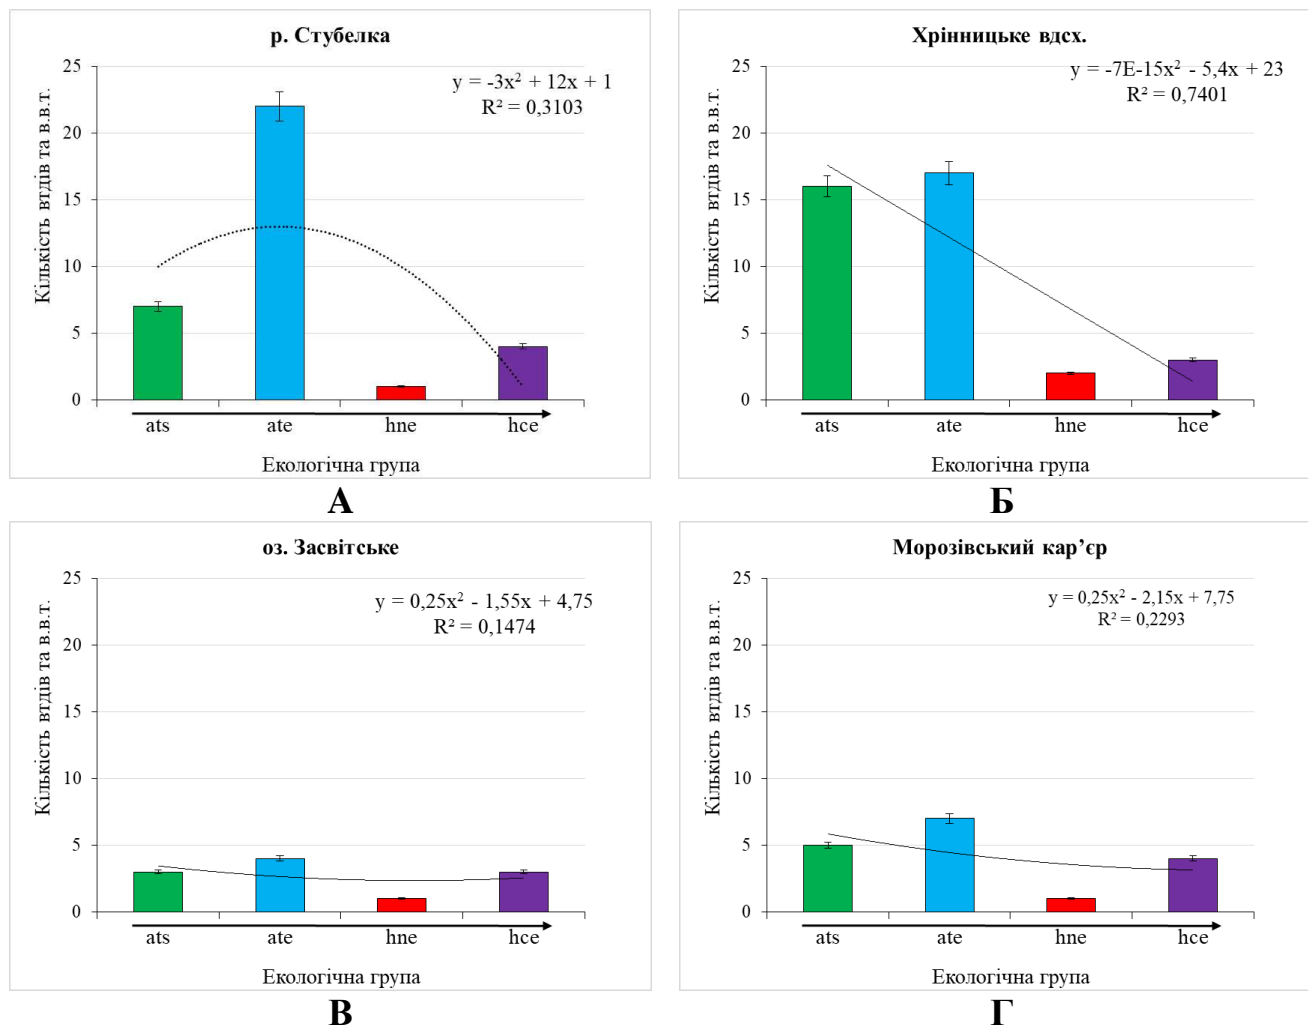 р. Стубелка
y = -3x² + 12x + 1
R² = 0,3103
Кількість втдів та в.в.т.
25
20
15
10
5
0
ats ate hne hce
Екологічна група
А
Хрінницьке вдсх.
y = -7E-15x² - 5,4x + 23
R² = 0,7401
Кількість втдів та в.в.т.
25
20
15
10
5
0
ats ate hne hce
Екологічна група
Б
оз. Засвітське
y = 0,25x² - 1,55x + 4,75
R² = 0,1474
Кількість втдів та в.в.т.
25
20
15
10
5
0
ats ate hne hce
Екологічна група
В
Морозівський кар’єр
y = 0,25x² - 2,15x + 7,75
R² = 0,2293
Кількість втдів та в.в.т.
25
20
15
10
5
0
ats ate hne hce
Екологічна група
Г